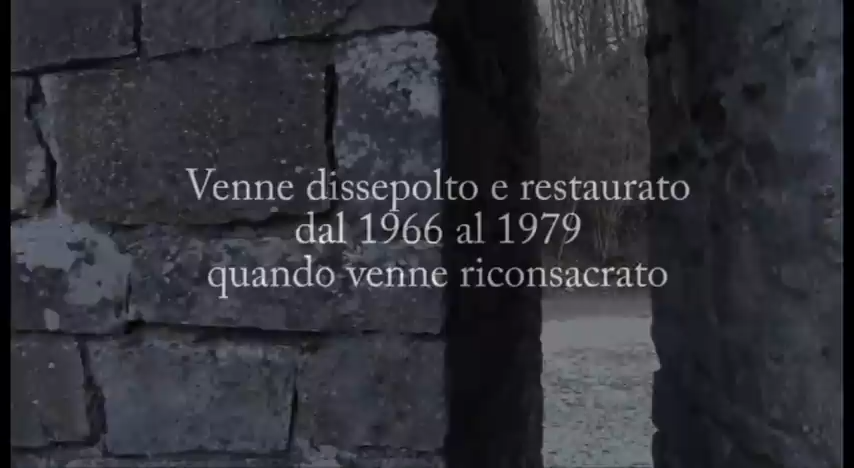 Venne dissepolto e restaurato
dal 1966 al 1979
quando venne riconsacrato